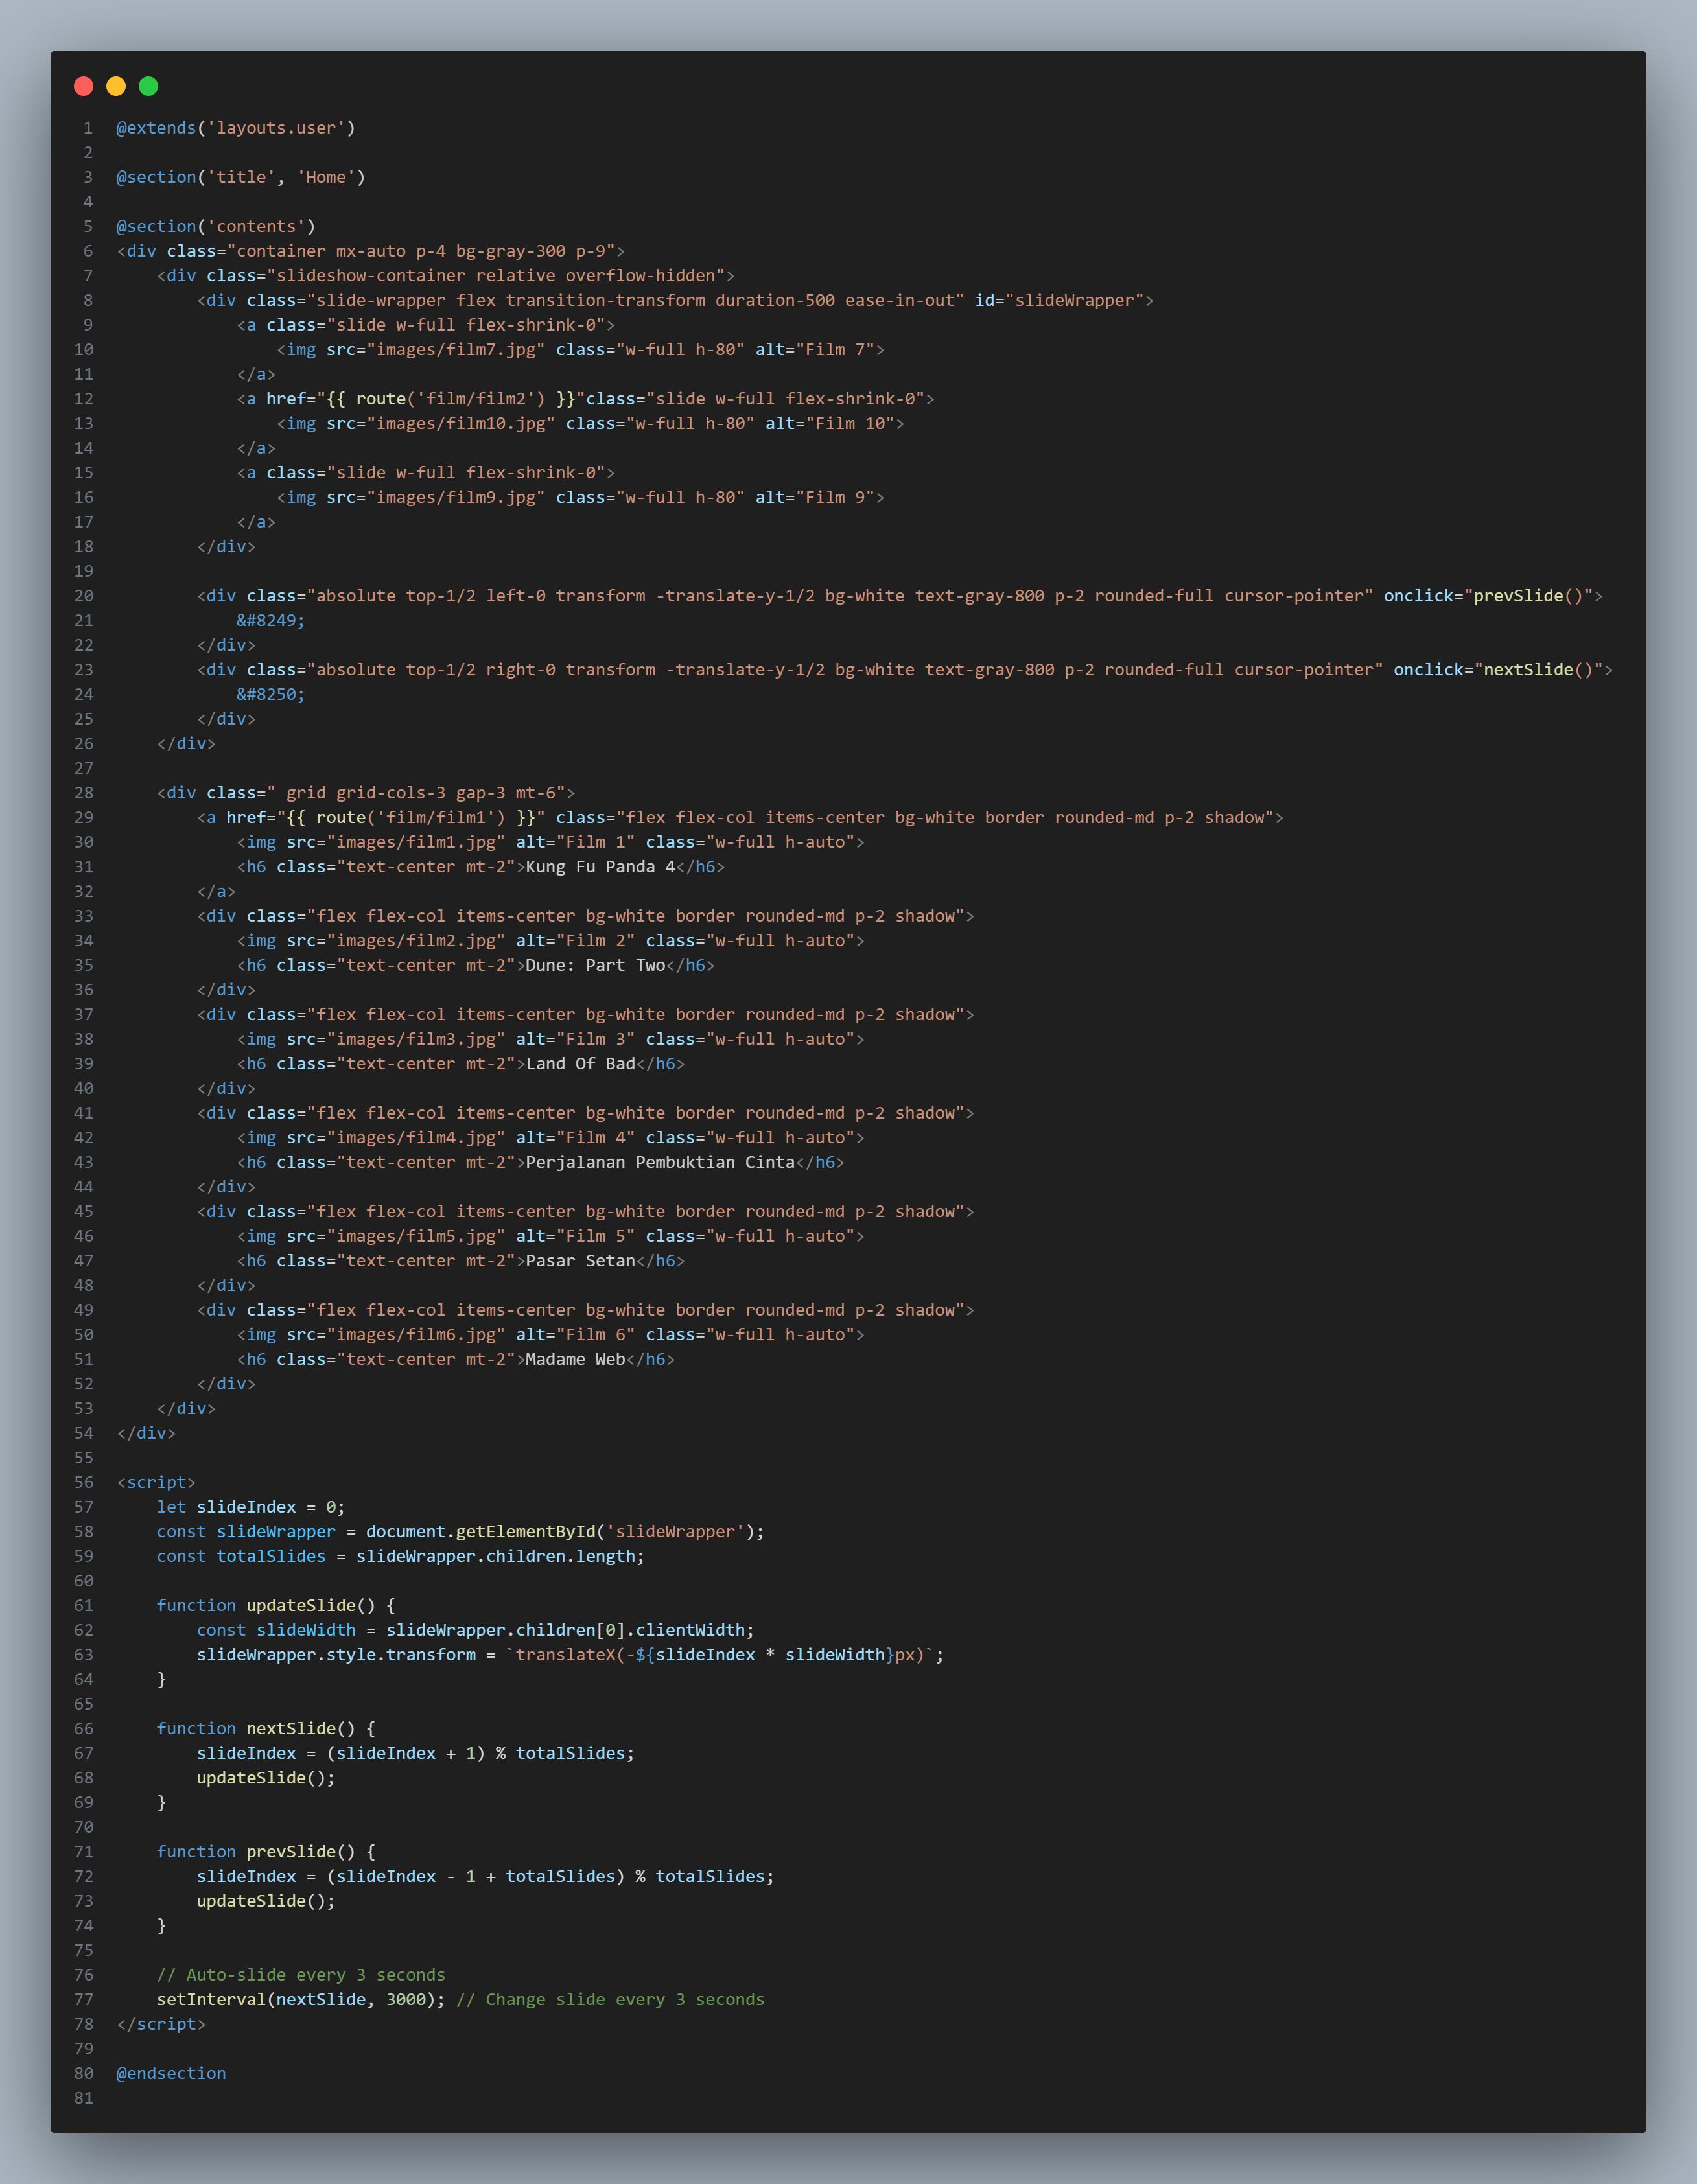 1 @extends('layouts.user')
2
3 @section('title', 'Home')
4
5 @section('contents')
6 <div class="container mx-auto p-4 bg-gray-300 p-9">
7     <div class="slideshow-container relative overflow-hidden">
8         <div class="slide-wrapper flex transition-transform duration-500 ease-in-out" id="slideWrapper">
9             <a class="slide w-full flex-shrink-0">
10                 <img src="images/film7.jpg" class="w-full h-80" alt="Film 7">
11             </a>
12             <a href="{{ route('film/film2') }}"class="slide w-full flex-shrink-0">
13                 <img src="images/film10.jpg" class="w-full h-80" alt="Film 10">
14             </a>
15             <a class="slide w-full flex-shrink-0">
16                 <img src="images/film9.jpg" class="w-full h-80" alt="Film 9">
17             </a>
18         </div>
19
20         <div class="absolute top-1/2 left-0 transform -translate-y-1/2 bg-white text-gray-800 p-2 rounded-full cursor-pointer" onclick="prevSlide()">
21             &#8249;
22         </div>
23         <div class="absolute top-1/2 right-0 transform -translate-y-1/2 bg-white text-gray-800 p-2 rounded-full cursor-pointer" onclick="nextSlide()">
24             &#8250;
25         </div>
26     </div>
27
28     <div class=" grid grid-cols-3 gap-3 mt-6">
29         <a href="{{ route('film/film1') }}" class="flex flex-col items-center bg-white border rounded-md p-2 shadow">
30             <img src="images/film1.jpg" alt="Film 1" class="w-full h-auto">
31             <h6 class="text-center mt-2">Kung Fu Panda 4</h6>
32         </a>
33         <div class="flex flex-col items-center bg-white border rounded-md p-2 shadow">
34             <img src="images/film2.jpg" alt="Film 2" class="w-full h-auto">
35             <h6 class="text-center mt-2">Dune: Part Two</h6>
36         </div>
37         <div class="flex flex-col items-center bg-white border rounded-md p-2 shadow">
38             <img src="images/film3.jpg" alt="Film 3" class="w-full h-auto">
39             <h6 class="text-center mt-2">Land Of Bad</h6>
40         </div>
41         <div class="flex flex-col items-center bg-white border rounded-md p-2 shadow">
42             <img src="images/film4.jpg" alt="Film 4" class="w-full h-auto">
43             <h6 class="text-center mt-2">Perjalanan Pembuktian Cinta</h6>
44         </div>
45         <div class="flex flex-col items-center bg-white border rounded-md p-2 shadow">
46             <img src="images/film5.jpg" alt="Film 5" class="w-full h-auto">
47             <h6 class="text-center mt-2">Pasar Setan</h6>
48         </div>
49         <div class="flex flex-col items-center bg-white border rounded-md p-2 shadow">
50             <img src="images/film6.jpg" alt="Film 6" class="w-full h-auto">
51             <h6 class="text-center mt-2">Madame Web</h6>
52         </div>
53     </div>
54 </div>
55
56 <script>
57     let slideIndex = 0;
58     const slideWrapper = document.getElementById('slideWrapper');
59     const totalSlides = slideWrapper.children.length;
60
61     function updateSlide() {
62         const slideWidth = slideWrapper.children[0].clientWidth;
63         slideWrapper.style.transform = `translateX(-${slideIndex * slideWidth}px)`;
64     }
65
66     function nextSlide() {
67         slideIndex = (slideIndex + 1) % totalSlides;
68         updateSlide();
69     }
70
71     function prevSlide() {
72         slideIndex = (slideIndex - 1 + totalSlides) % totalSlides;
73         updateSlide();
74     }
75
76     // Auto-slide every 3 seconds
77     setInterval(nextSlide, 3000); // Change slide every 3 seconds
78 </script>
79
80 @endsection
81